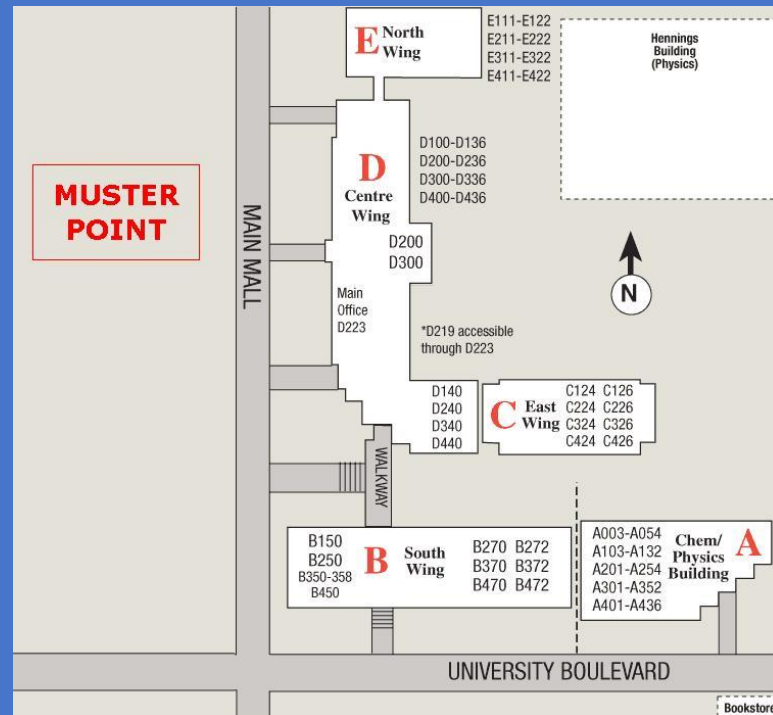 E North
Wing
E111-E122
E211-E222
E311-E322
E411-E422
Hennings
Building
(Physics)
D
Centre
Wing
D100-D136
D200-D236
D300-D336
D400-D436
MUSTER
POINT
MAIN MALL
D200
D300
N
Main
Office
D223
*D219 accessible
through D223
D140
D240
D340
D440
C East
Wing
C124 C126
C224 C226
C324 C326
C424 C426
WALKWAY
B150
B250
B350-358
B450
B South
Wing
B270 B272
B370 B372
B470 B472
A003-A054
A103-A132
A201-A254
A301-A352
A401-A436
Chem/
Physics
Building
A
UNIVERSITY BOULEVARD
Bookstore